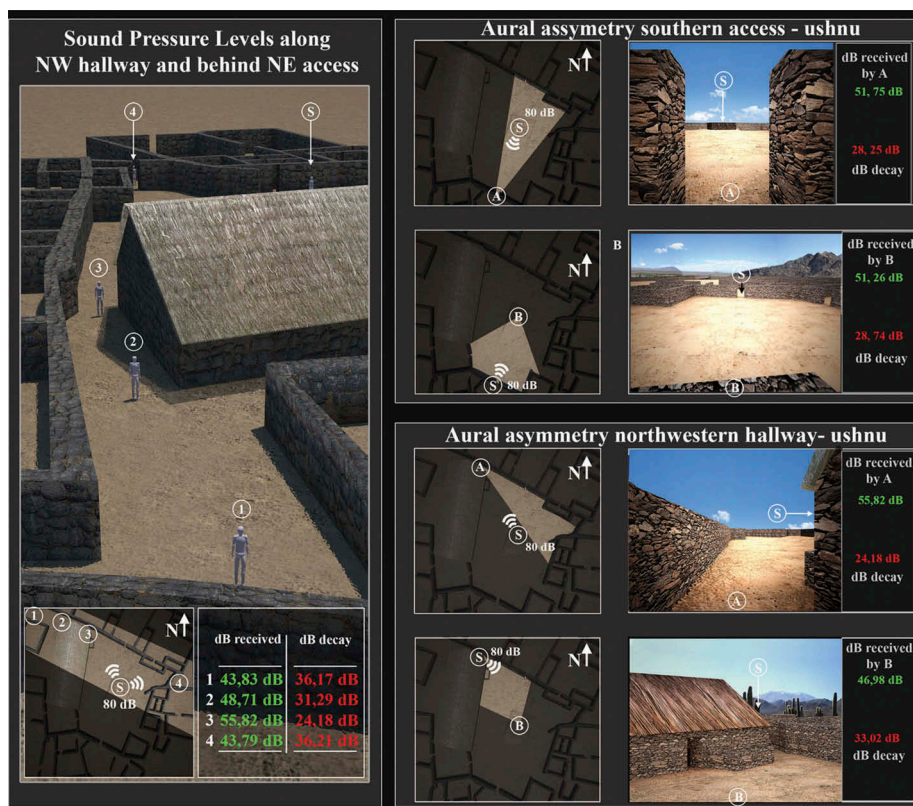 Sound Pressure Levels along
NW hallway and behind NE access
4
S
3
2
1
1
2
3
N
S
80 dB
4
dB received dB decay
1 43,83 dB 36,17 dB
2 48,71 dB 31,29 dB
3 55,82 dB 24,18 dB
4 43,79 dB 36,21 dB
Aural assymetry southern access - ushnu
N
80 dB
S
A
S
A
dB received
by A
51, 75 dB
28, 25 dB
dB decay
N
B
S
80 dB
B
S
B
dB received
by B
51, 26 dB
28, 74 dB
dB decay
Aural asymmetry northwestern hallway- ushnu
A
N
S
80 dB
S
A
dB received
by A
55,82 dB
24,18 dB
dB decay
S
80 dB
N
B
S
B
dB received
by B
46,98 dB
33,02 dB
dB decay